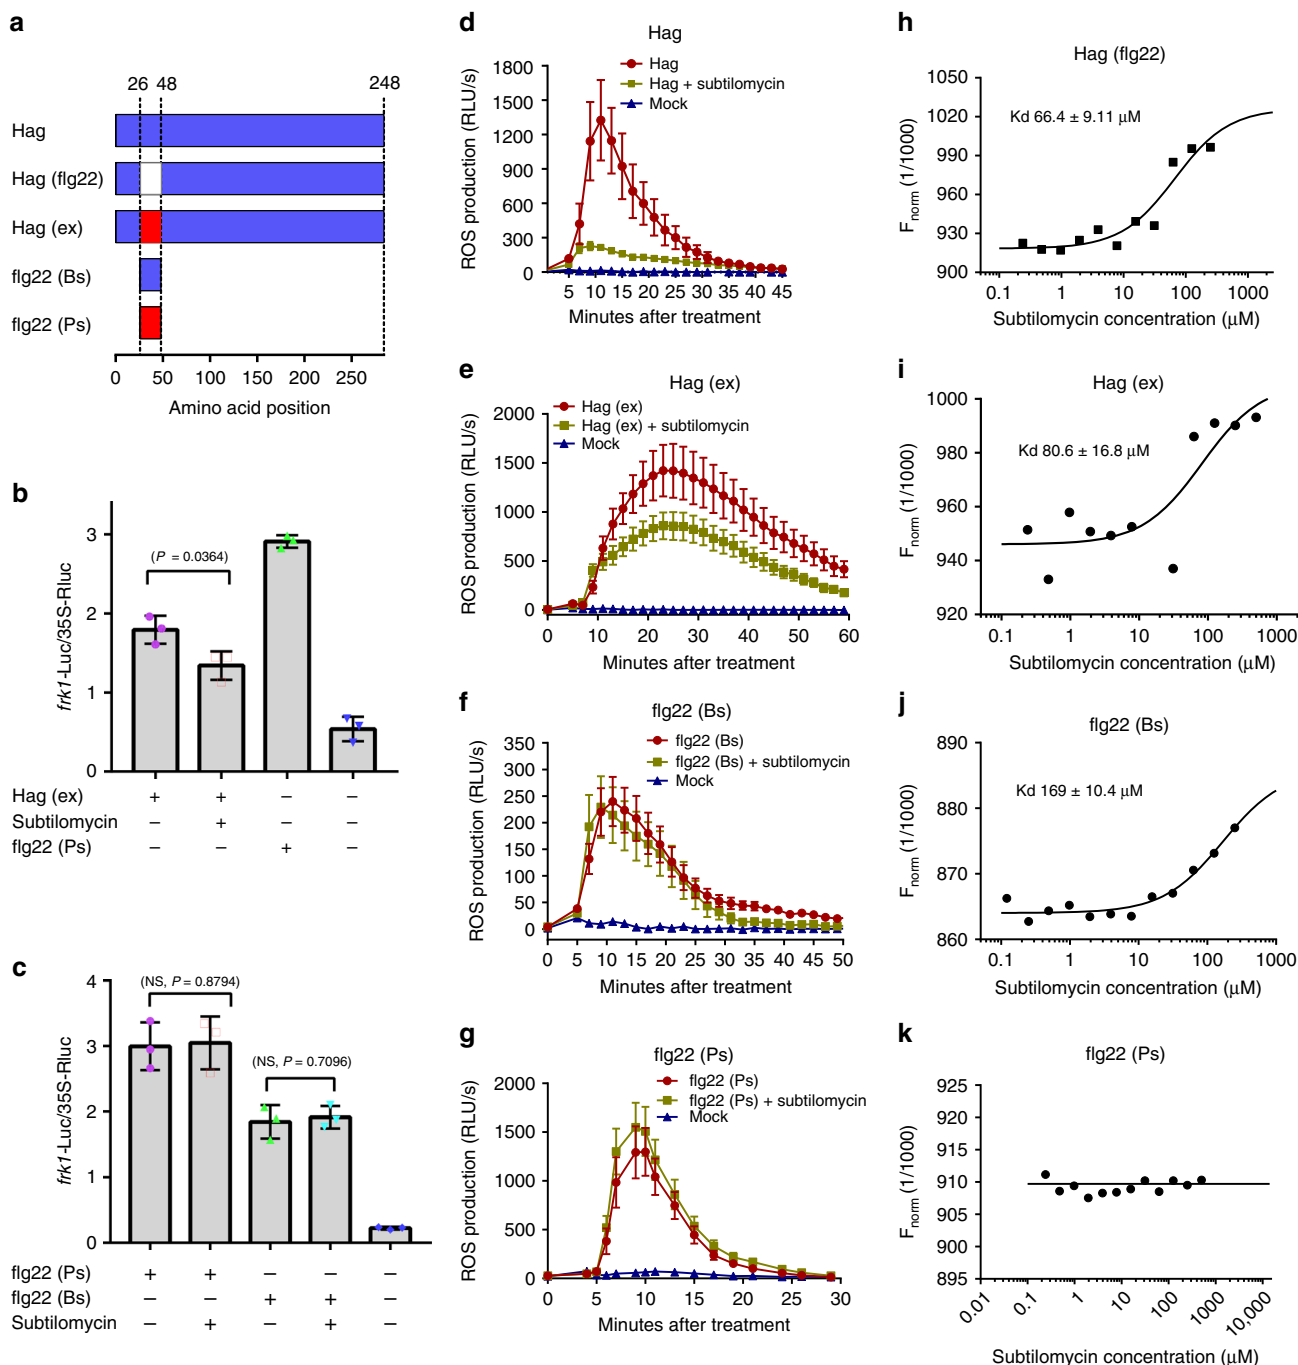 a
26 48 248
Hag
Hag (flg22)
Hag (ex)
flg22 (Bs)
flg22 (Ps)
0 50 100 150 200 250
Amino acid position
b
frk1-Luc/35S-Rluc
3
2
1
0
(P = 0.0364)
Hag (ex) + + − −
Subtilomycin − + − −
flg22 (Ps) − − + −
c
frk1-Luc/35S-Rluc
4
3
2
1
0
(NS, P = 0.8794)
(NS, P = 0.7096)
flg22 (Ps) + + − − −
flg22 (Bs) − − + + −
Subtilomycin − + − + −
d
Hag
ROS production (RLU/s)
1800
1500
1200
900
600
300
0
Hag
Hag + subtilomycin
Mock
5 10 15 20 25 30 35 40 45
Minutes after treatment
e
Hag (ex)
ROS production (RLU/s)
2000
1500
1000
500
0
Hag (ex)
Hag (ex) + subtilomycin
Mock
0 10 20 30 40 50 60
Minutes after treatment
f
flg22 (Bs)
ROS production (RLU/s)
350
300
250
200
150
100
50
0
flg22 (Bs)
flg22 (Bs) + subtilomycin
Mock
0 5 10 15 20 25 30 35 40 45 50
Minutes after treatment
g
flg22 (Ps)
ROS production (RLU/s)
2000
1500
1000
500
0
flg22 (Ps)
flg22 (Ps) + subtilomycin
Mock
0 5 10 15 20 25 30
Minutes after treatment
h
Hag (flg22)
Fnorm (1/1000)
1050
1020
990
960
930
900
Kd 66.4 ± 9.11 μM
0.1 1 10 100 1000
Subtilomycin concentration (μM)
i
Hag (ex)
Fnorm (1/1000)
1000
980
960
940
920
Kd 80.6 ± 16.8 μM
0.1 1 10 100 1000
Subtilomycin concentration (μM)
j
flg22 (Bs)
Fnorm (1/1000)
890
880
870
860
Kd 169 ± 10.4 μM
0.1 1 10 100 1000
Subtilomycin concentration (μM)
k
flg22 (Ps)
Fnorm (1/1000)
925
915
910
905
900
895
0.01 0.1 1 10 100 1000 10,000
Subtilomycin concentration (μM)